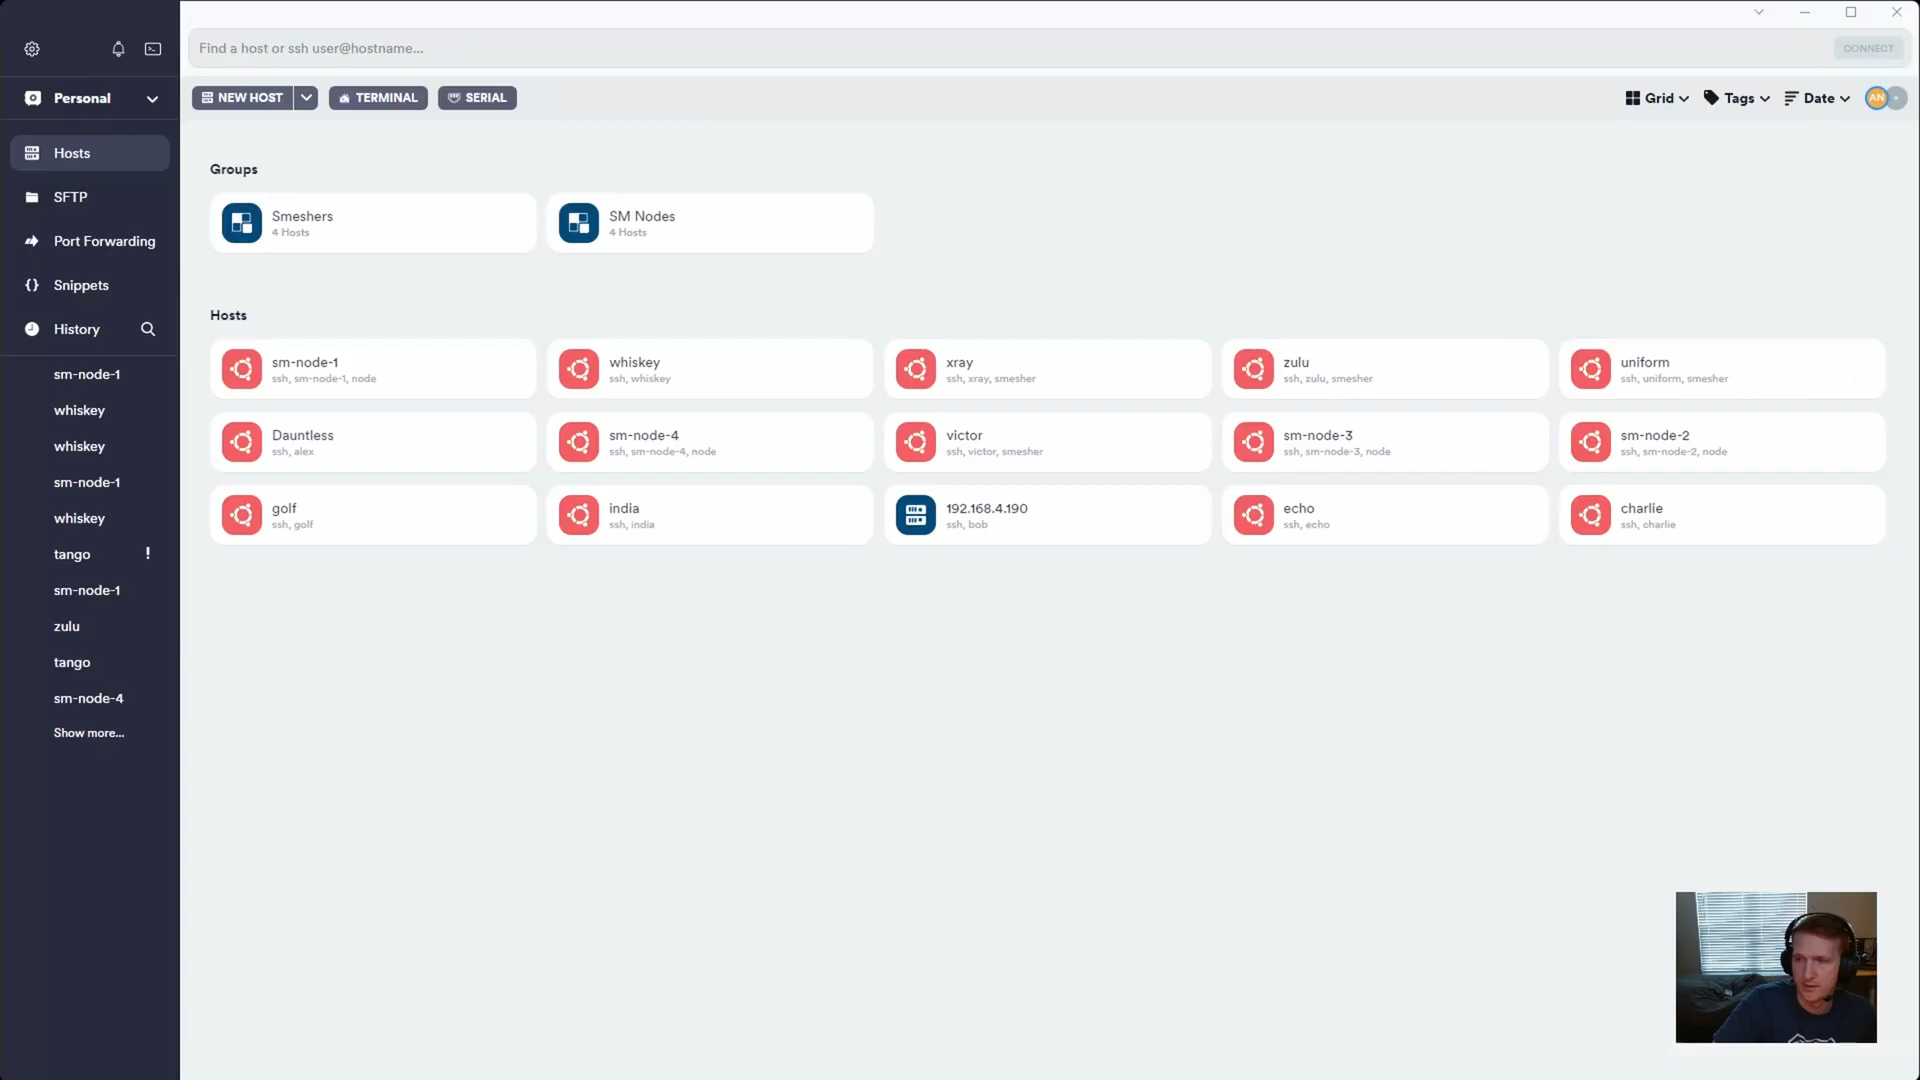 Find a host or ssh user@hostname...
CONNECT
Personal
NEW HOST
TERMINAL
SERIAL
Grid
Tags
Date
AN
Hosts
SFTP
Port Forwarding
Snippets
History
sm-node-1
whiskey
whiskey
sm-node-1
whiskey
tango !
sm-node-1
zulu
tango
sm-node-4
Show more...
Groups
Smeshers
4 Hosts
SM Nodes
4 Hosts
Hosts
sm-node-1
ssh, sm-node-1, node
whiskey
ssh, whiskey
xray
ssh, xray, smesher
zulu
ssh, zulu, smesher
uniform
ssh, uniform, smesher
Dauntless
ssh, alex
sm-node-4
ssh, sm-node-4, node
victor
ssh, victor, smesher
sm-node-3
ssh, sm-node-3, node
sm-node-2
ssh, sm-node-2, node
golf
ssh, golf
india
ssh, india
192.168.4.190
ssh, bob
echo
ssh, echo
charlie
ssh, charlie